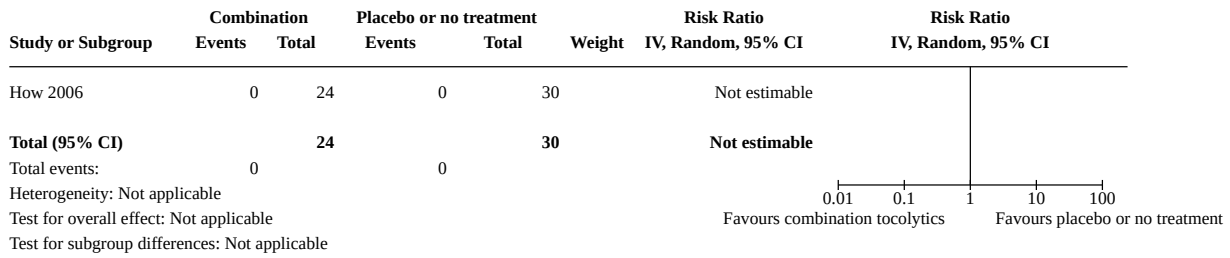 Combination Placebo or no treatment Risk Ratio Risk Ratio
Study or Subgroup Events Total Events Total Weight IV, Random, 95% CI IV, Random, 95% CI
How 2006 0 24 0 30 Not estimable
Total (95% CI) 24 30 Not estimable
Total events: 0 0
Heterogeneity: Not applicable
0.01 0.1 1 10 100
Test for overall effect: Not applicable
Favours combination tocolytics Favours placebo or no treatment
Test for subgroup differences: Not applicable